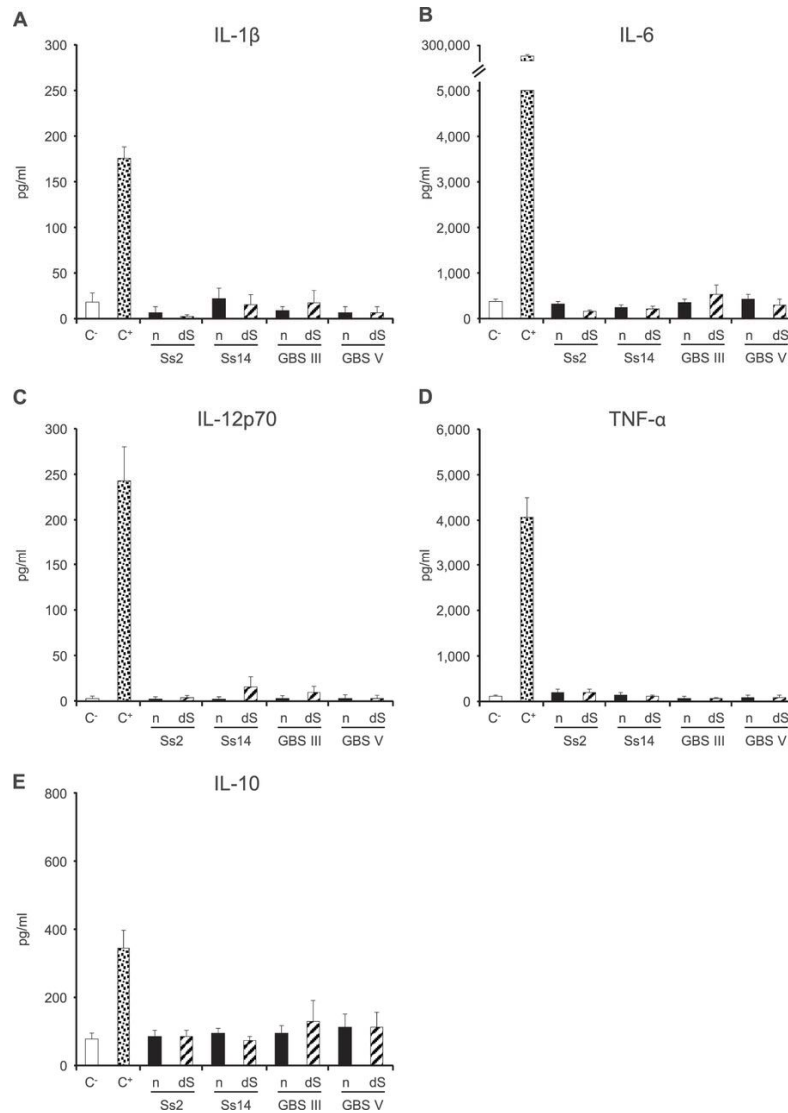 A
IL-1β
300
250
200
150
100
50
0
pg/ml
C- C+ n dS n dS n dS n dS
Ss2 Ss14 GBS III GBS V
B
IL-6
300,000
5,000
4,000
3,000
2,000
1,000
0
pg/ml
C- C+ n dS n dS n dS n dS
Ss2 Ss14 GBS III GBS V
C
IL-12p70
300
250
200
150
100
50
0
pg/ml
C- C+ n dS n dS n dS n dS
Ss2 Ss14 GBS III GBS V
D
TNF-α
6,000
5,000
4,000
3,000
2,000
1,000
0
pg/ml
C- C+ n dS n dS n dS n dS
Ss2 Ss14 GBS III GBS V
E
IL-10
800
600
400
200
0
pg/ml
C- C+ n dS n dS n dS n dS
Ss2 Ss14 GBS III GBS V